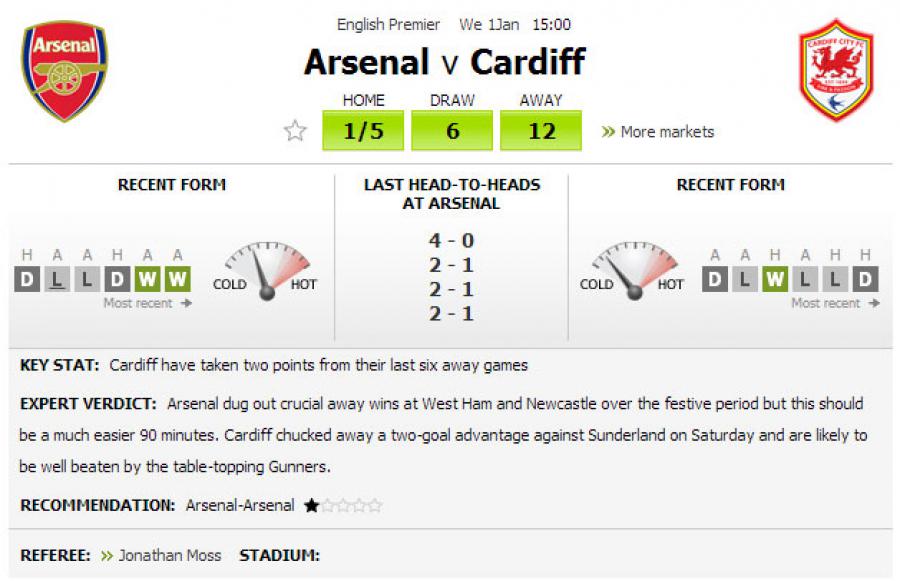 English Premier We 1Jan 15:00
Arsenal
Arsenal v Cardiff
CARDIFF CITY FC
HOME DRAW AWAY
1/5 6 12 » More markets
RECENT FORM
LAST HEAD-TO-HEADS
AT ARSENAL
RECENT FORM
H A A H A A
D L L D W W
Most recent
COLD HOT
4 - 0
2 - 1
2 - 1
2 - 1
COLD HOT
A A H A H H
D L W L L D
Most recent
KEY STAT: Cardiff have taken two points from their last six away games
EXPERT VERDICT: Arsenal dug out crucial away wins at West Ham and Newcastle over the festive period but this should
be a much easier 90 minutes. Cardiff chucked away a two-goal advantage against Sunderland on Saturday and are likely to
be well beaten by the table-topping Gunners.
RECOMMENDATION: Arsenal-Arsenal
REFEREE: » Jonathan Moss STADIUM: